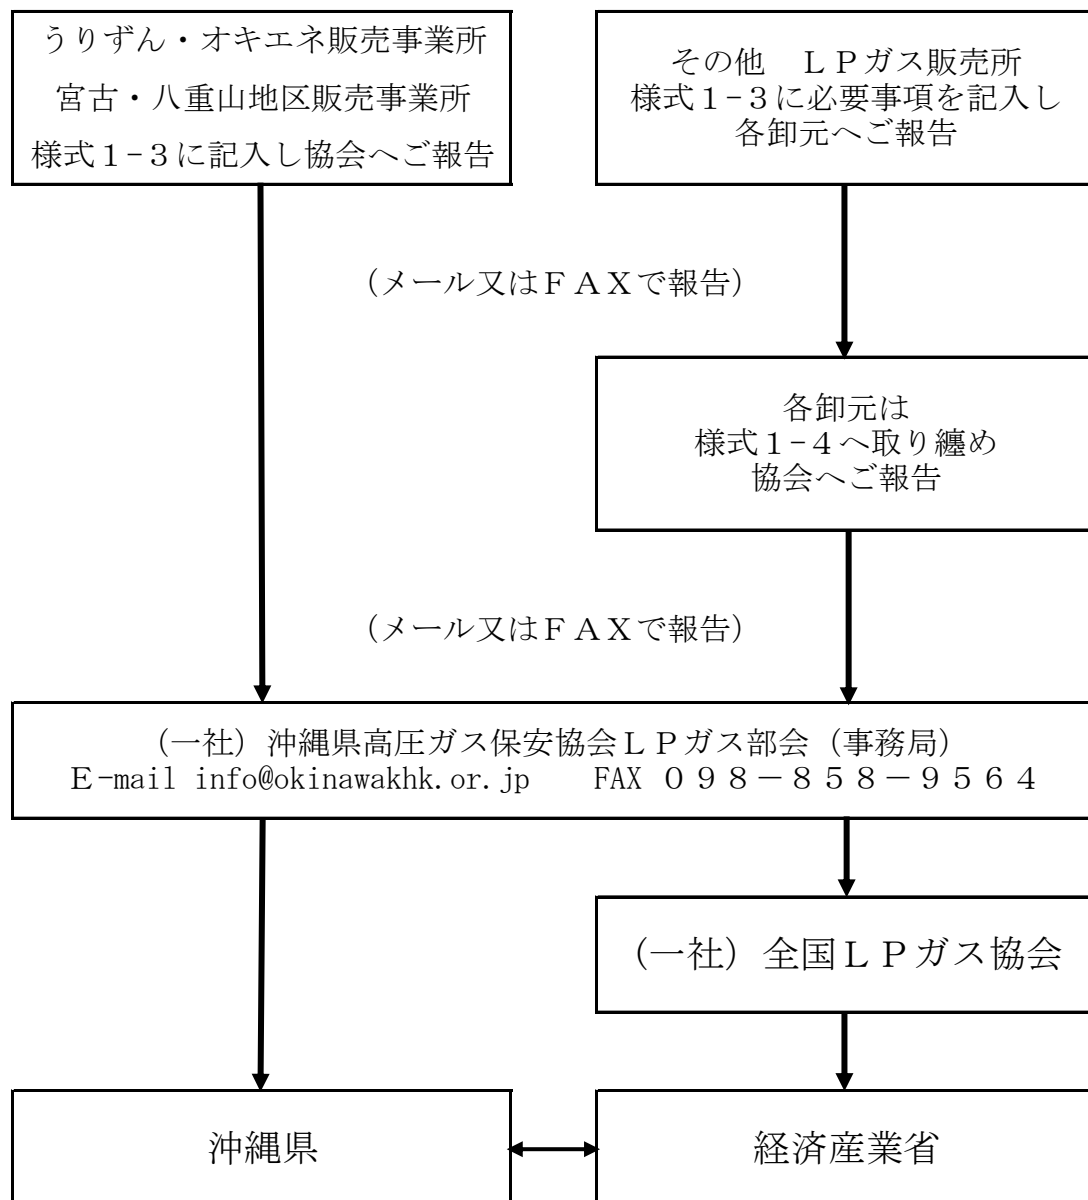 うりずん・オキエネ販売事業所
宮古・八重山地区販売事業所
様式１-３に記入し協会へご報告
その他　ＬＰガス販売所
様式１-３に必要事項を記入し
各卸元へご報告
（メール又はＦＡＸで報告）
各卸元は
様式１-４へ取り纏め
協会へご報告
（メール又はＦＡＸで報告）
（一社）沖縄県高圧ガス保安協会ＬＰガス部会（事務局）
Ｅ-mail info@okinawakhk.or.jp　　FAX ０９８－８５８－９５６４
（一社）全国ＬＰガス協会
沖縄県
経済産業省